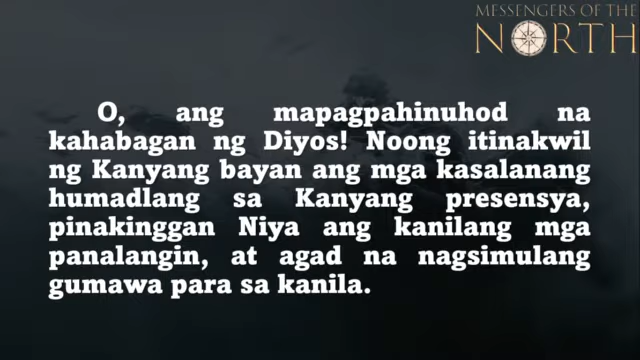 MESSENGERS OF THE
NORTH
O, ang mapagpahinuhod na
kahabagan ng Diyos! Noong itinakwil
ng Kanyang bayan ang mga kasalanang
humadlang sa Kanyang presensya,
pinakinggan Niya ang kanilang mga
panalangin, at agad na nagsimulang
gumawa para sa kanila.